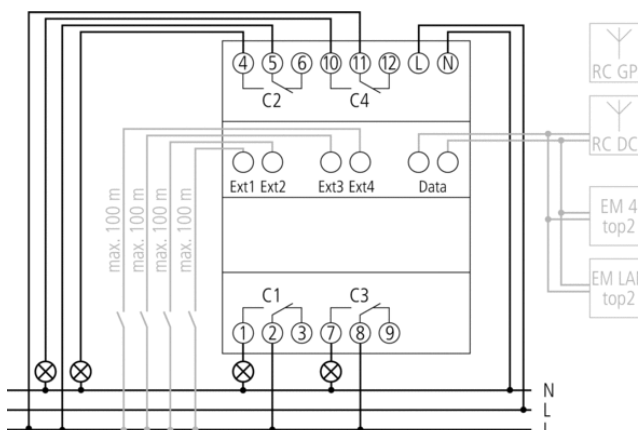 4 5 6 10 11 12 L N
C2 C4
RC GP
RC DC
Ext1 Ext2 Ext3 Ext4 Data
max. 100 m
max. 100 m
max. 100 m
max. 100 m
EM 4
top2
EM LA
top2
C1 C3
1 2 3 7 8 9
N
L
L